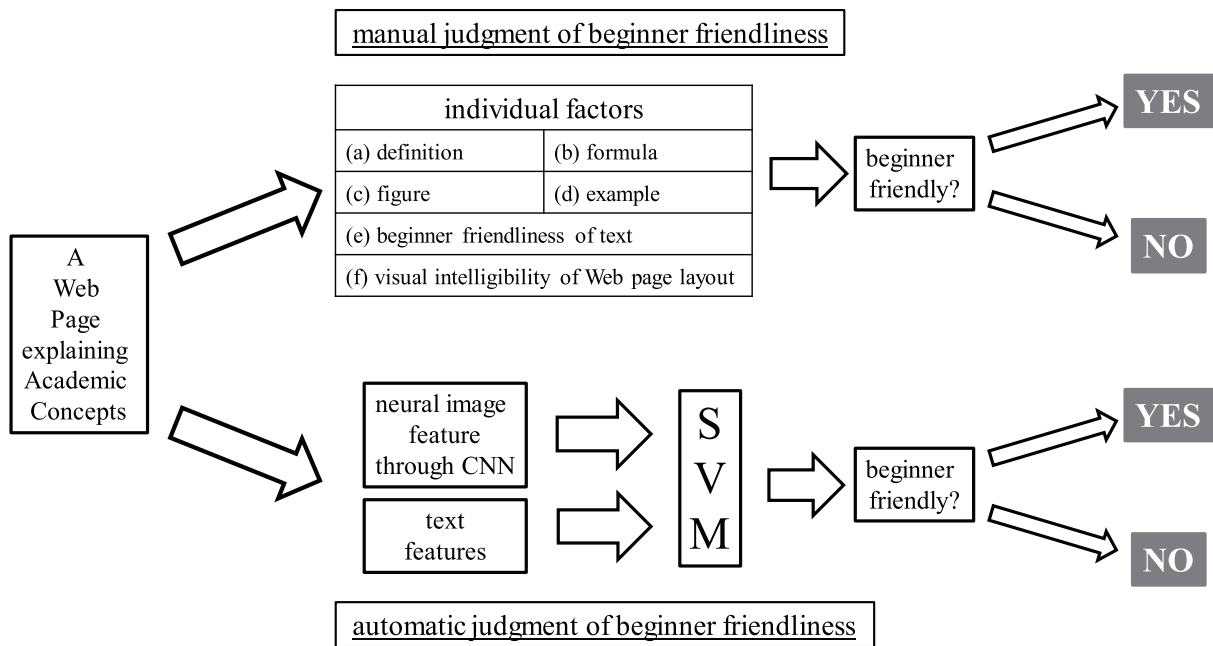 manual judgment of beginner friendliness
individual factors
(a) definition
(b) formula
(c) figure
(d) example
(e) beginner friendliness of text
(f) visual intelligibility of Web page layout
beginner
friendly?
YES
NO
A
Web
Page
explaining
Academic
Concepts
neural image
feature
through CNN
text
features
S
V
M
beginner
friendly?
YES
NO
automatic judgment of beginner friendliness